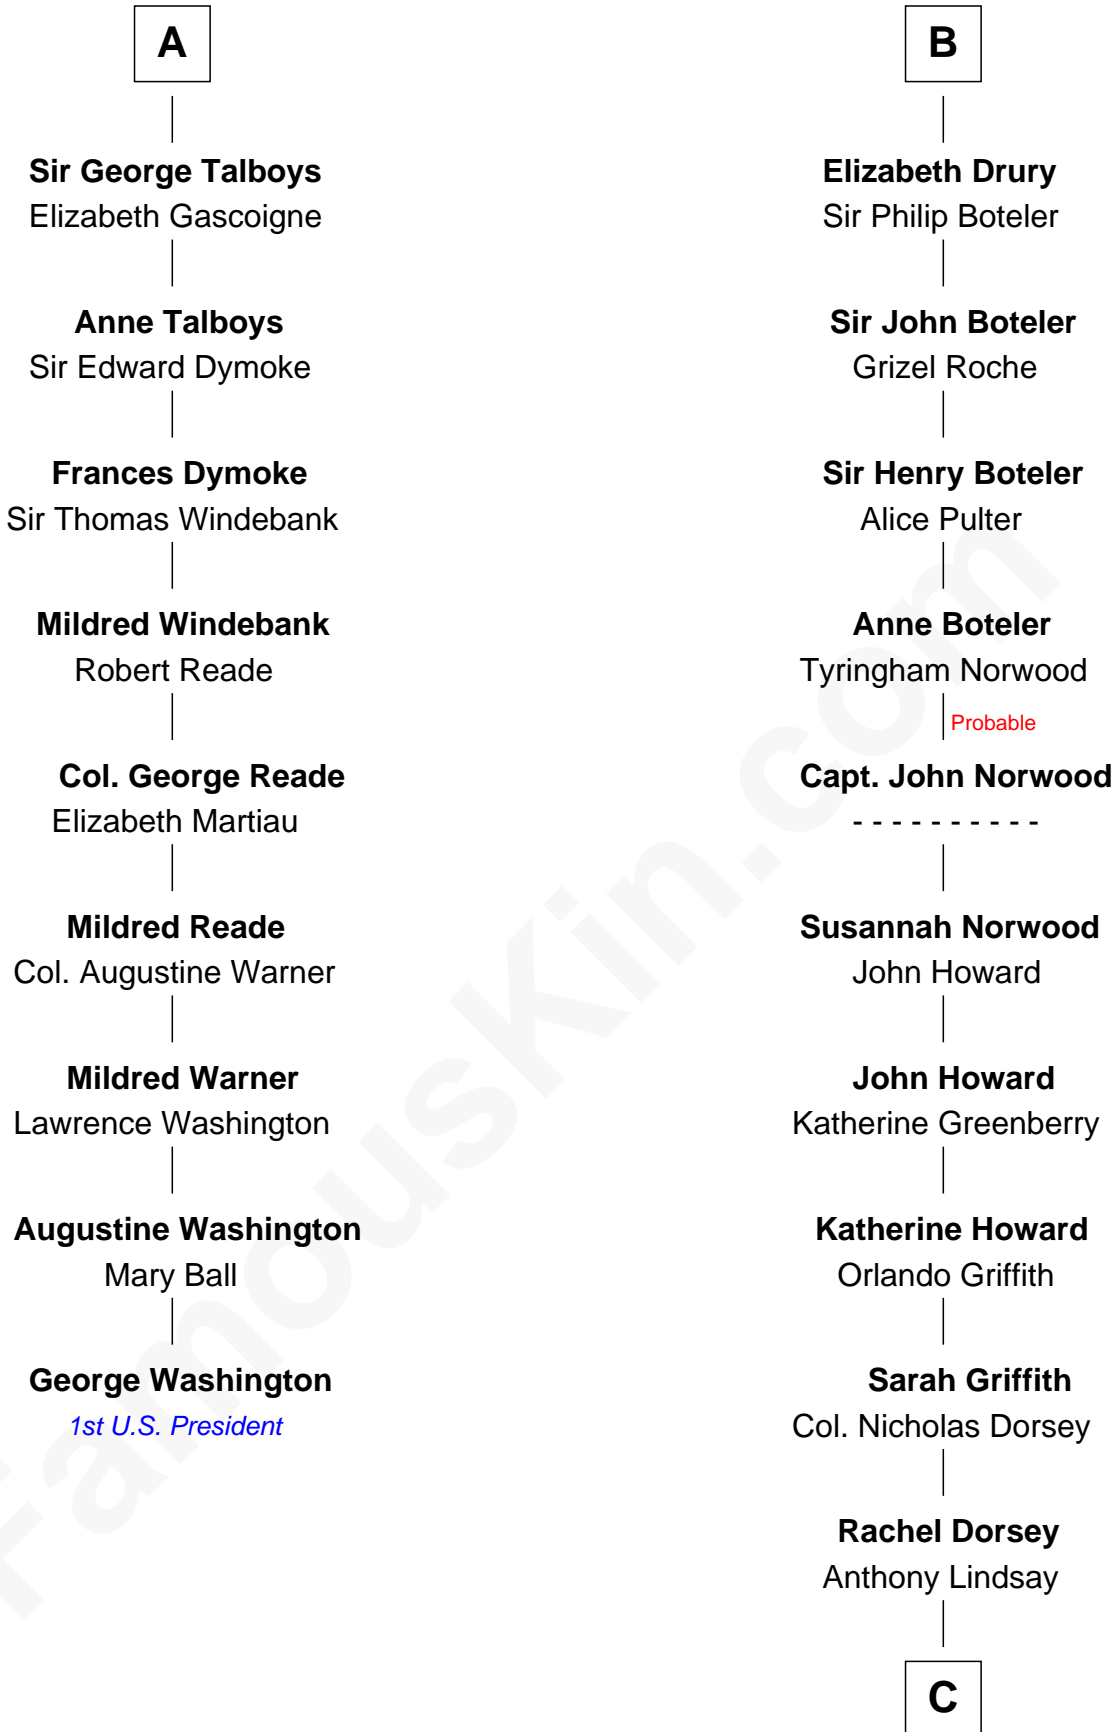 A
Sir George Talboys
Elizabeth Gascoigne
Anne Talboys
Sir Edward Dymoke
Frances Dymoke
Sir Thomas Windebank
Mildred Windebank
Robert Reade
Col. George Reade
Elizabeth Martiau
Mildred Reade
Col. Augustine Warner
Mildred Warner
Lawrence Washington
Augustine Washington
Mary Ball
George Washington
1st U.S. President
B
Elizabeth Drury
Sir Philip Boteler
Sir John Boteler
Grizel Roche
Sir Henry Boteler
Alice Pulter
Anne Boteler
Tyringham Norwood
Probable
Capt. John Norwood
- - - - - - - - - -
Susannah Norwood
John Howard
John Howard
Katherine Greenberry
Katherine Howard
Orlando Griffith
Sarah Griffith
Col. Nicholas Dorsey
Rachel Dorsey
Anthony Lindsay
C
FamousKin.com